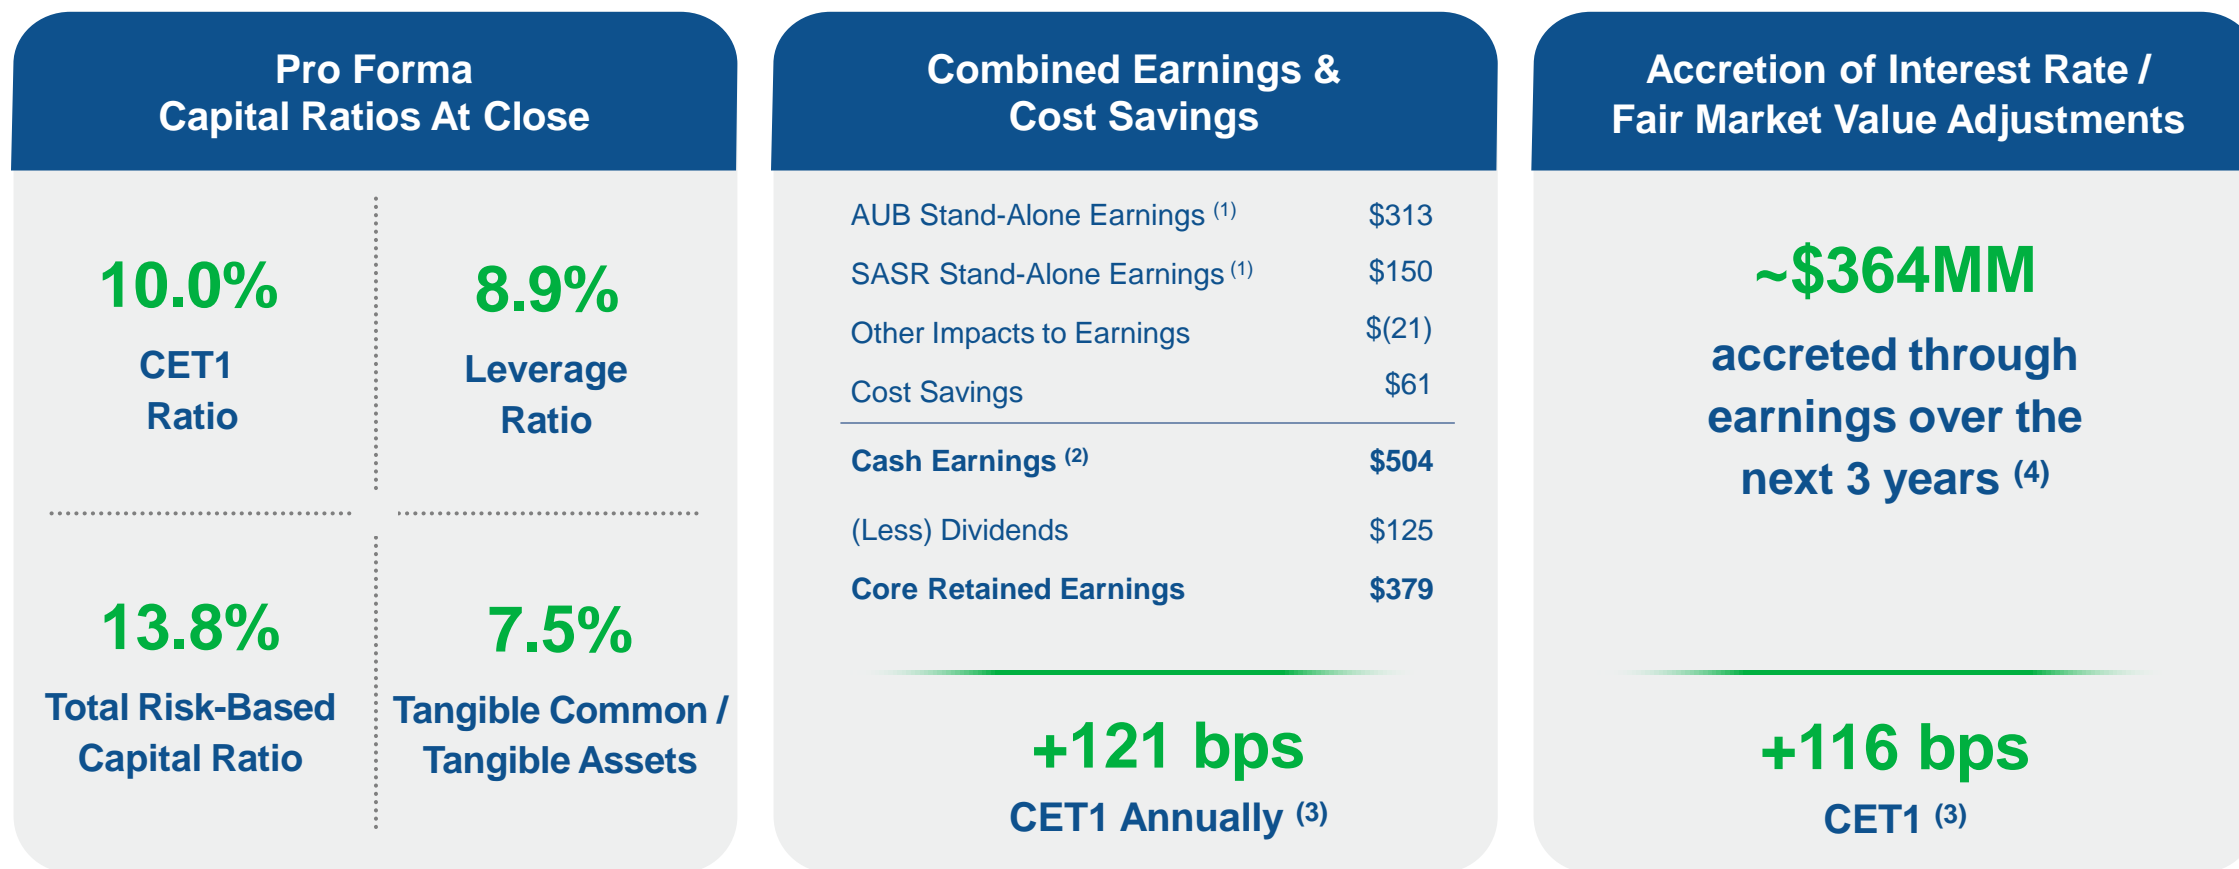 Pro Forma
Capital Ratios At Close
10.0%
CET1
Ratio
8.9%
Leverage
Ratio
13.8%
Total Risk-Based
Capital Ratio
7.5%
Tangible Common /
Tangible Assets
Combined Earnings &
Cost Savings
AUB Stand-Alone Earnings (1) $313
SASR Stand-Alone Earnings (1) $150
Other Impacts to Earnings $(21)
Cost Savings $61
Cash Earnings (2) $504
(Less) Dividends $125
Core Retained Earnings $379
+121 bps
CET1 Annually (3)
Accretion of Interest Rate /
Fair Market Value Adjustments
~$364MM
accreted through
earnings over the
next 3 years (4)
+116 bps
CET1 (3)